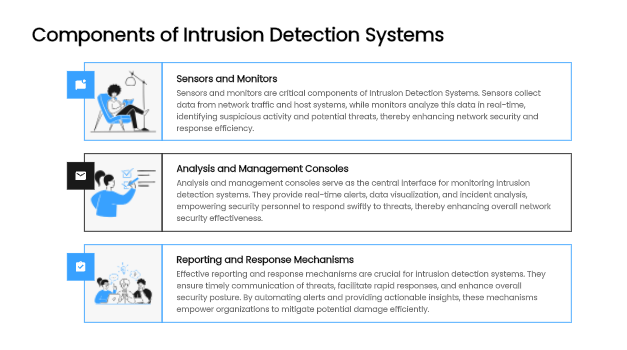 Components of Intrusion Detection Systems
Sensors and Monitors
Sensors and monitors are critical components of Intrusion Detection Systems. Sensors collect
data from network traffic and host systems, while monitors analyze this data in real-time,
identifying suspicious activity and potential threats, thereby enhancing network security and
response efficiency.
Analysis and Management Consoles
Analysis and management consoles serve as the central interface for monitoring intrusion
detection systems. They provide real-time alerts, data visualization, and incident analysis,
empowering security personnel to respond swiftly to threats, thereby enhancing overall network
security effectiveness.
Reporting and Response Mechanisms
Effective reporting and response mechanisms are crucial for intrusion detection systems. They
ensure timely communication of threats, facilitate rapid responses, and enhance overall
security posture. By automating alerts and providing actionable insights, these mechanisms
empower organizations to mitigate potential damage efficiently.